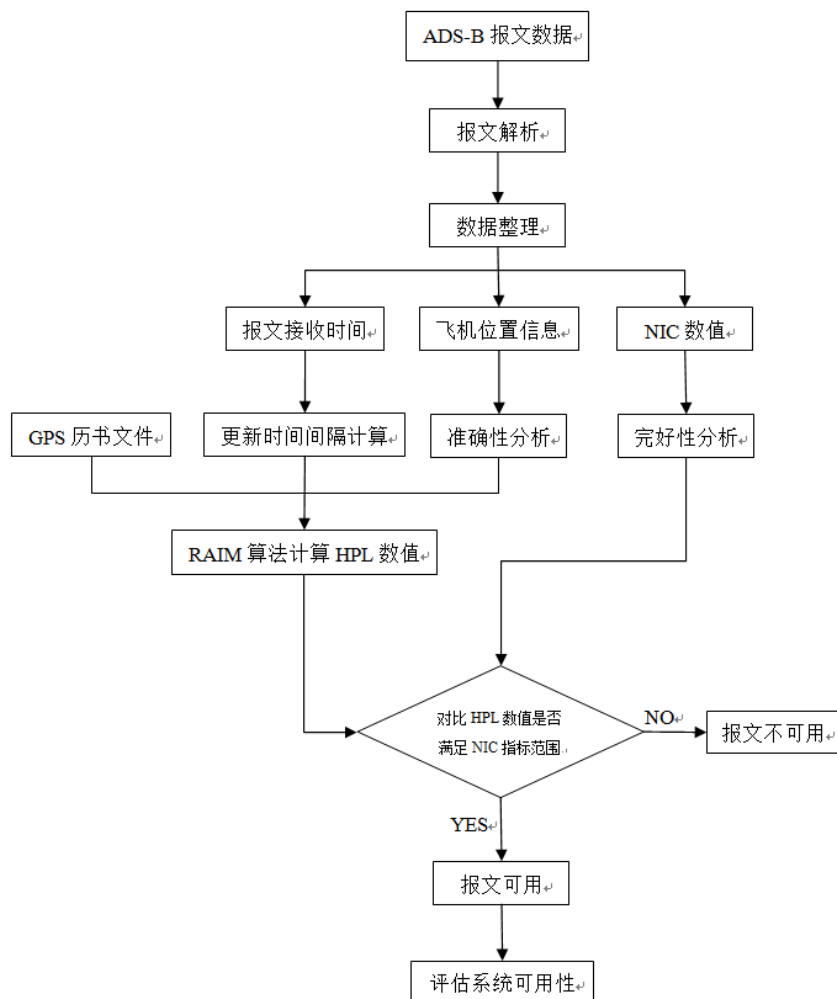 ADS-B 报文数据
报文解析
数据整理
报文接收时间
飞机位置信息
NIC 数值
GPS 历书文件
更新时间间隔计算
准确性分析
完好性分析
RAIM 算法计算 HPL 数值
对比 HPL 数值是否
满足 NIC 指标范围
NO
报文不可用
YES
报文可用
评估系统可用性